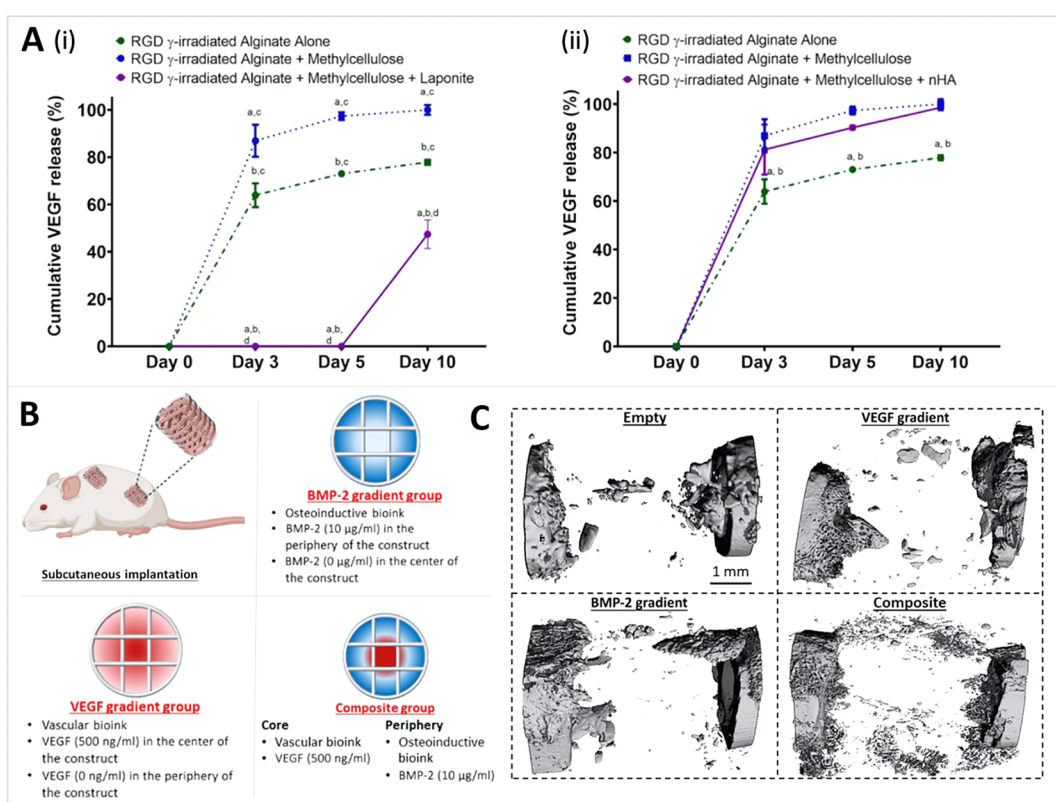 A (i)
RGD γ-irradiated Alginate Alone
RGD γ-irradiated Alginate + Methylcellulose
RGD γ-irradiated Alginate + Methylcellulose + Laponite
Cumulative VEGF release (%)
100
80
60
40
20
0
a,c
a,c
a,c
b,c
b,c
b,c
a,b,d
a,b,
d
a,b,
d
Day 0
Day 3
Day 5
Day 10
(ii)
RGD γ-irradiated Alginate Alone
RGD γ-irradiated Alginate + Methylcellulose
RGD γ-irradiated Alginate + Methylcellulose + nHA
Cumulative VEGF release (%)
100
80
60
40
20
0
a, b
a, b
a, b
Day 0
Day 3
Day 5
Day 10
B
Subcutaneous implantation
BMP-2 gradient group
• Osteoinductive bioink
• BMP-2 (10 μg/ml) in the
periphery of the construct
• BMP-2 (0 μg/ml) in the center of
the construct
VEGF gradient group
• Vascular bioink
• VEGF (500 ng/ml) in the center of
the construct
• VEGF (0 ng/ml) in the periphery of
the construct
Composite group
Core
• Vascular bioink
• VEGF (500 ng/ml)
Periphery
• Osteoinductive
bioink
• BMP-2 (10 μg/ml)
C
Empty
1 mm
VEGF gradient
BMP-2 gradient
Composite